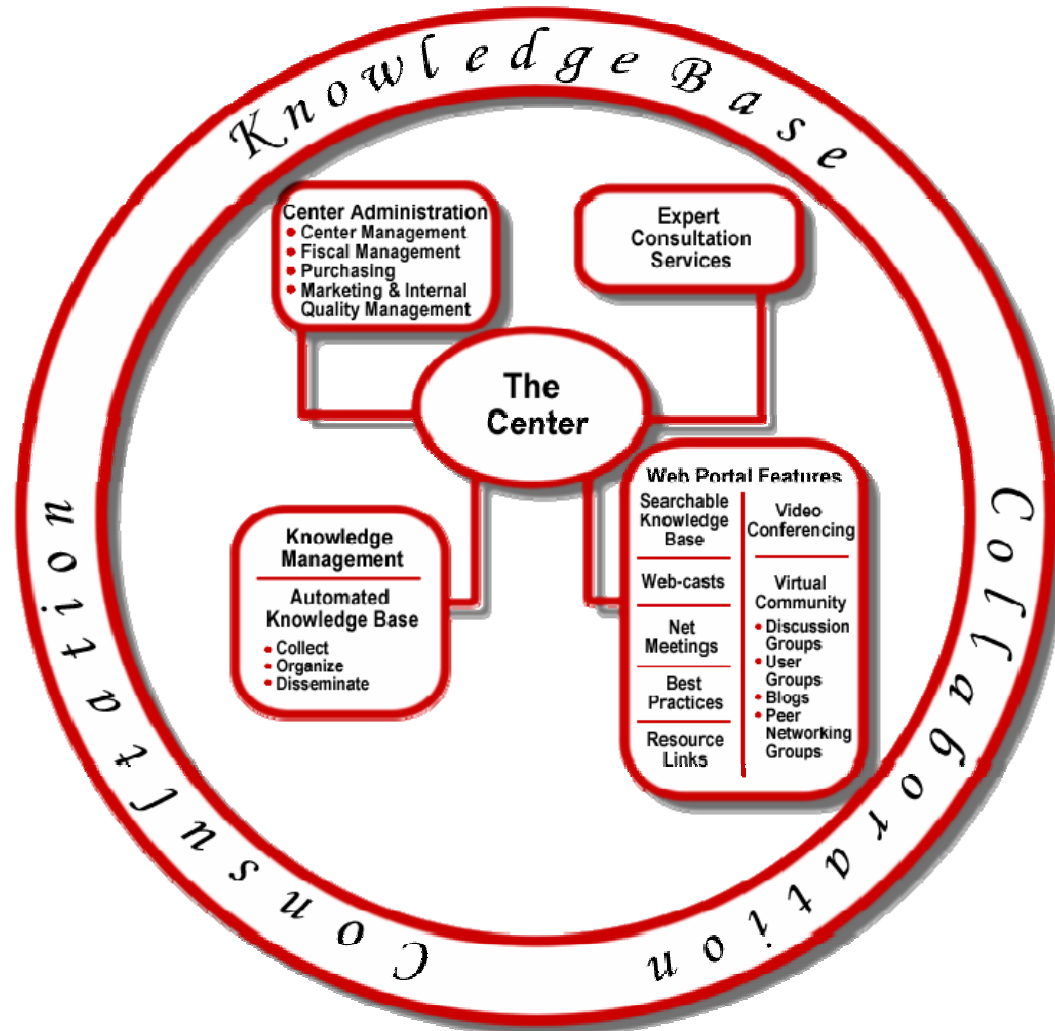 Knowledge Base
Center Administration
• Center Management
• Fiscal Management
• Purchasing
• Marketing & Internal
Quality Management
Expert
Consultation
Services
The
Center
Knowledge
Management
Automated
Knowledge Base
• Collect
• Organize
• Disseminate
Web Portal Features
Searchable
Knowledge
Base
Web-casts
Net
Meetings
Best
Practices
Resource
Links
Video
Conferencing
Virtual
Community
• Discussion
Groups
• User
Groups
• Blogs
• Peer
Networking
Groups
Collaboration
Consultation